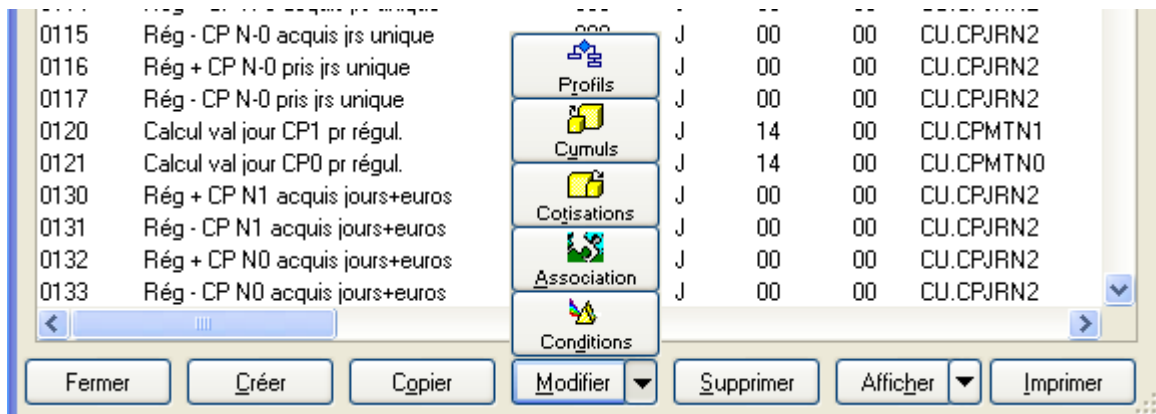 0115 Rég - CP N-0 acquis jrs unique J 00 00 CU.CPJRN2
0116 Rég + CP N-0 pris jrs unique J 00 00 CU.CPJRN2
0117 Rég - CP N-0 pris jrs unique J 00 00 CU.CPJRN2
0120 Calcul val jour CP1 pr régul. J 14 00 CU.CPMTN1
0121 Calcul val jour CP0 pr régul. J 14 00 CU.CPMTN0
0130 Rég + CP N1 acquis jours+euros J 00 00 CU.CPJRN2
0131 Rég - CP N1 acquis jours+euros J 00 00 CU.CPJRN2
0132 Rég + CP N0 acquis jours+euros J 00 00 CU.CPJRN2
0133 Rég - CP N0 acquis jours+euros J 00 00 CU.CPJRN2
Profils
Cumuls
Cotisations
Association
Conditions
Fermer Créer Copier Modifier Supprimer Afficher Imprimer